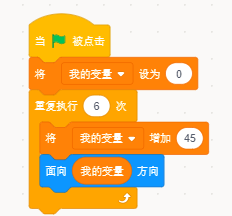 当 被点击
将 我的变量 设为 0
重复执行 6 次
将 我的变量 增加 45
面向 我的变量 方向